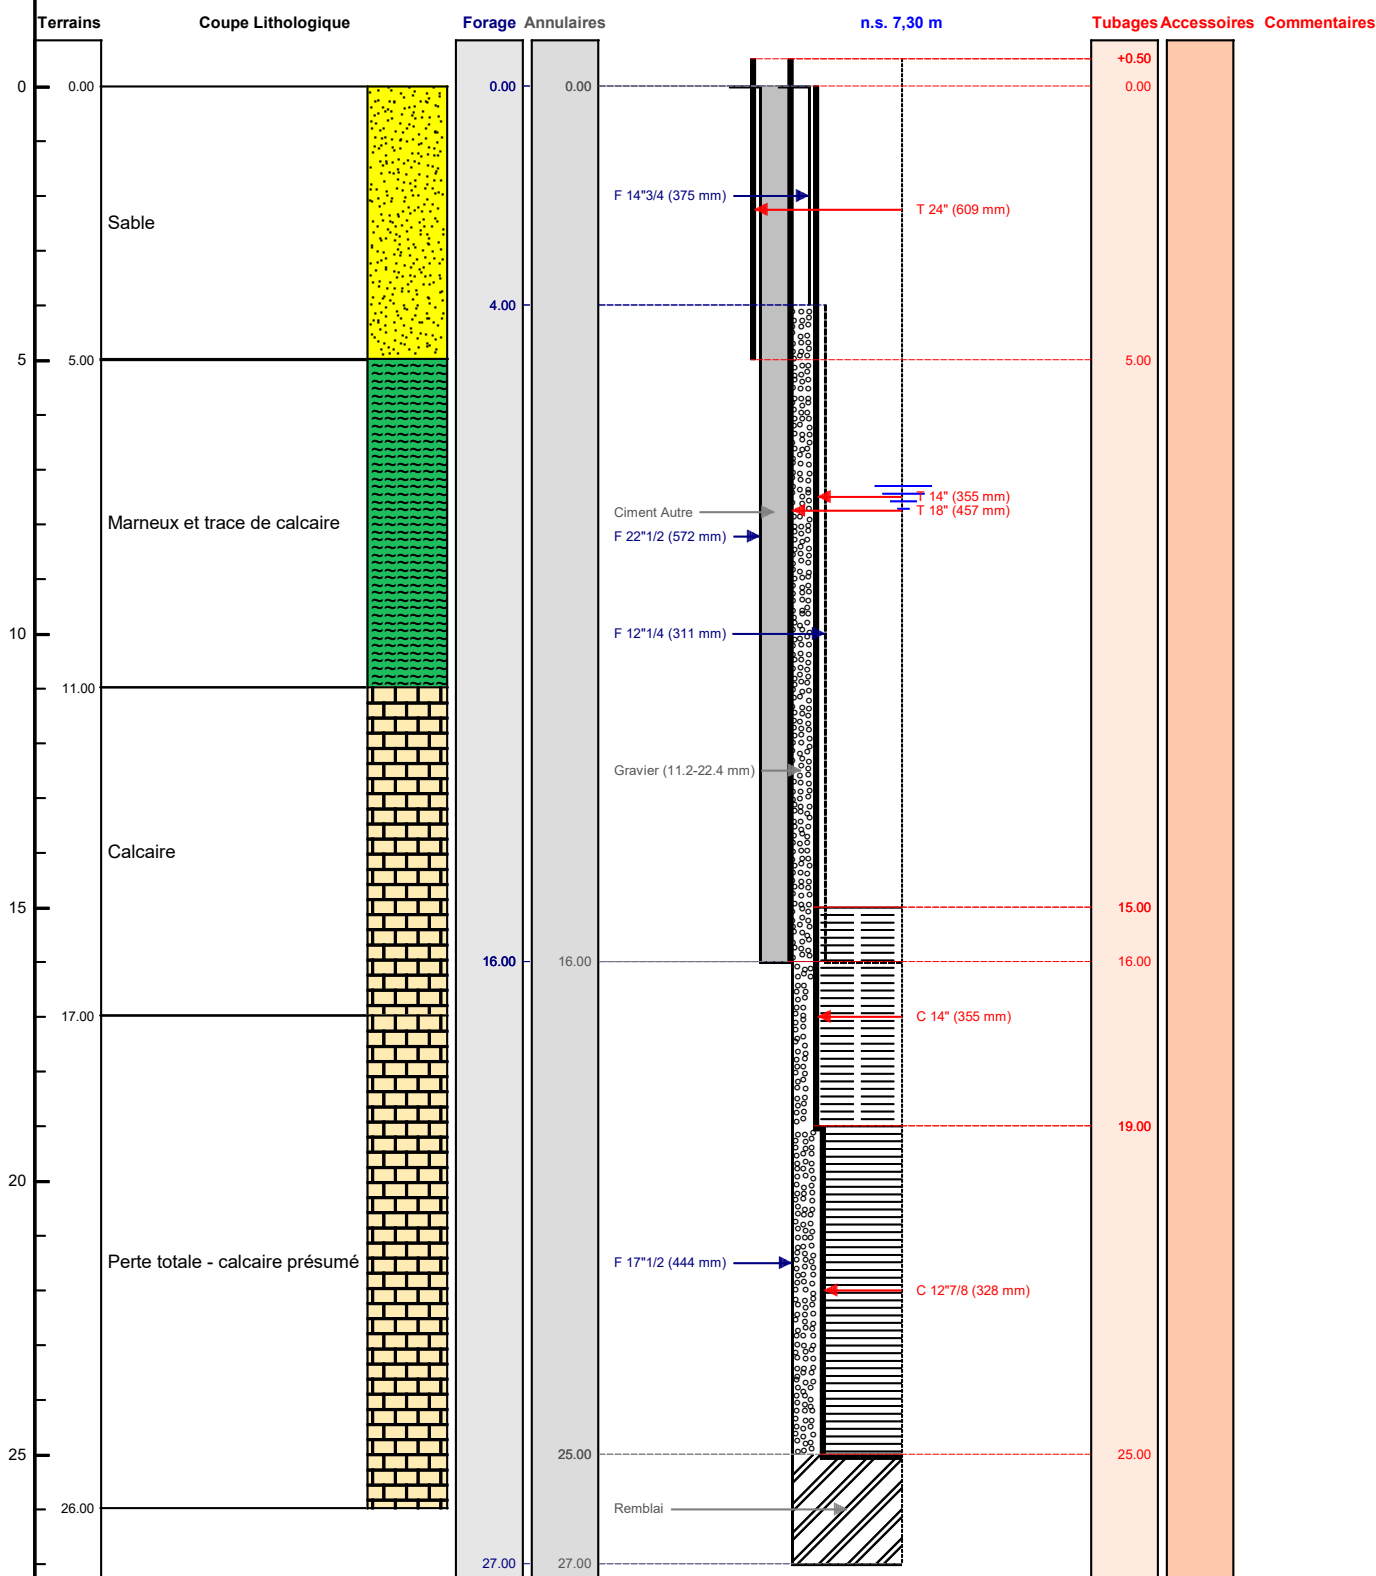 Terrains Coupe Lithologique Forage Annulaires n.s. 7,30 m Tubages Accessoires Commentaires
+0.50
0 0.00 0.00 0.00 0.00
F 14"3/4 (375 mm)
T 24" (609 mm)
Sable
4.00
5 5.00 5.00
T 14" (355 mm)
Ciment Autre T 18" (457 mm)
Marneux et trace de calcaire
F 22"1/2 (572 mm)
10 F 12"1/4 (311 mm)
11.00
Gravier (11.2-22.4 mm)
Calcaire
15 15.00
16.00 16.00 16.00
17.00 C 14" (355 mm)
19.00
20
Perte totale - calcaire présumé F 17"1/2 (444 mm)
C 12"7/8 (328 mm)
25 25.00 25.00
26.00 Remblai
27.00 27.00